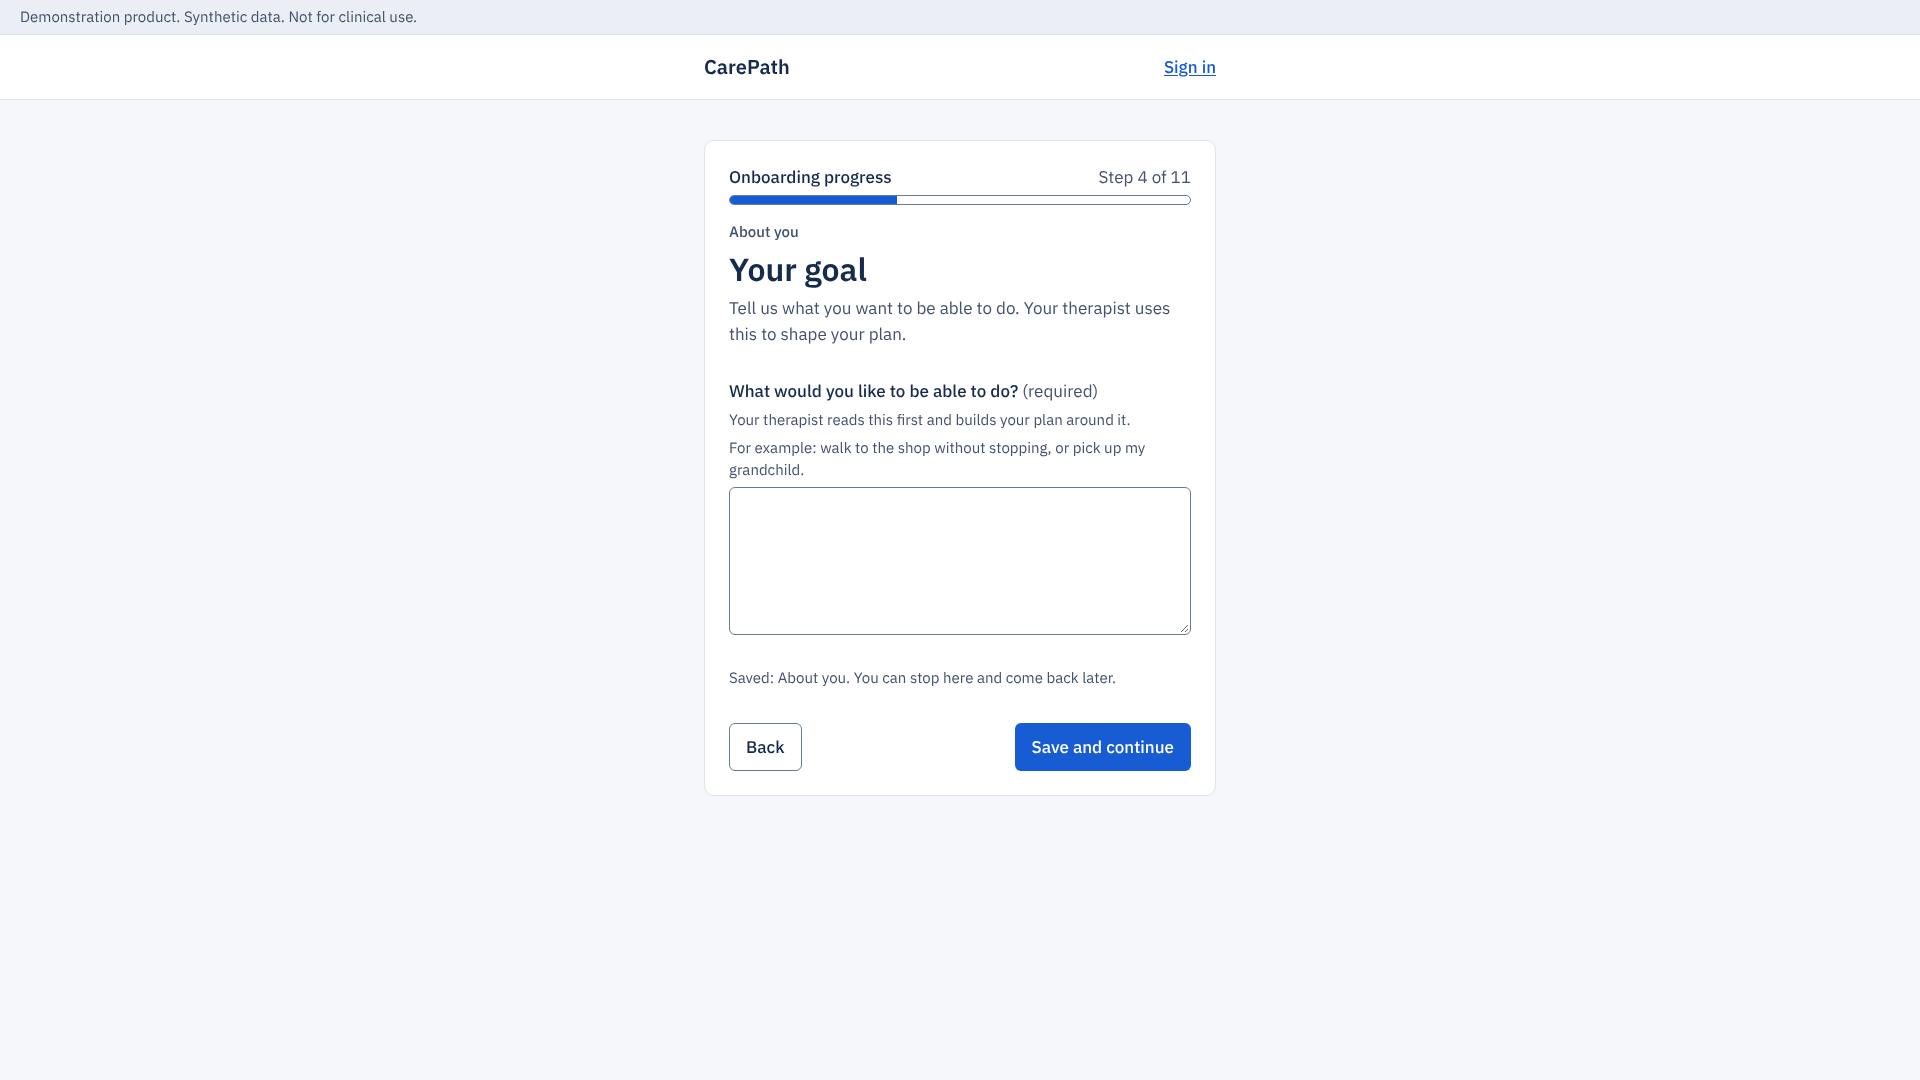 Demonstration product. Synthetic data. Not for clinical use.
CarePath
Sign in
Onboarding progress
Step 4 of 11
About you
Your goal
Tell us what you want to be able to do. Your therapist uses
this to shape your plan.
What would you like to be able to do? (required)
Your therapist reads this first and builds your plan around it.
For example: walk to the shop without stopping, or pick up my
grandchild.
Saved: About you. You can stop here and come back later.
Back
Save and continue